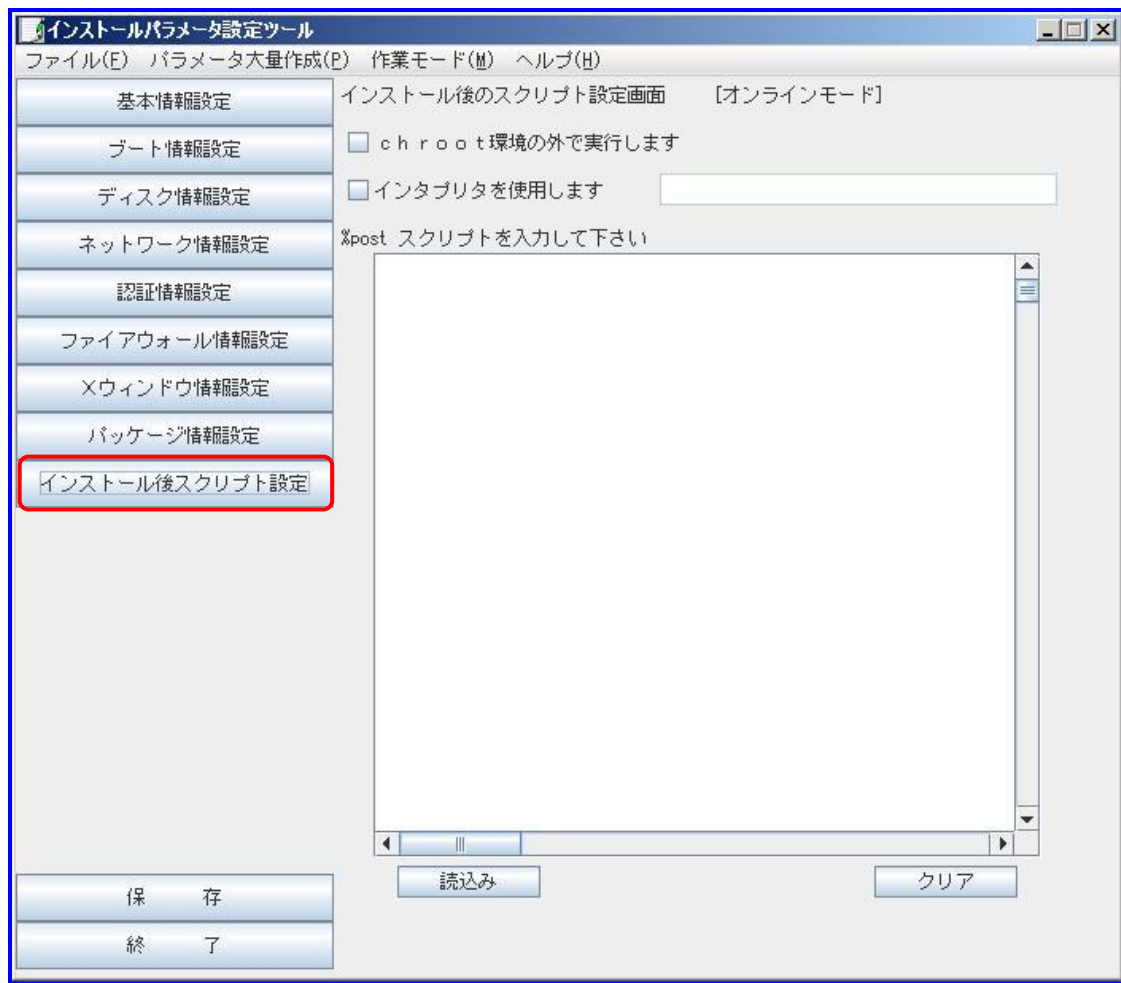 インストールパラメータ設定ツール
ファイル(F) パラメータ大量作成(P) 作業モード(M) ヘルプ(H)
基本情報設定
ブート情報設定
ディスク情報設定
ネットワーク情報設定
認証情報設定
ファイアウォール情報設定
Xウィンドウ情報設定
パッケージ情報設定
インストール後スクリプト設定
保 存
終 了
インストール後のスクリプト設定画面 [オンラインモード]
chroot環境の外で実行します
インタプリタを使用します
%post スクリプトを入力して下さい
読込み
クリア